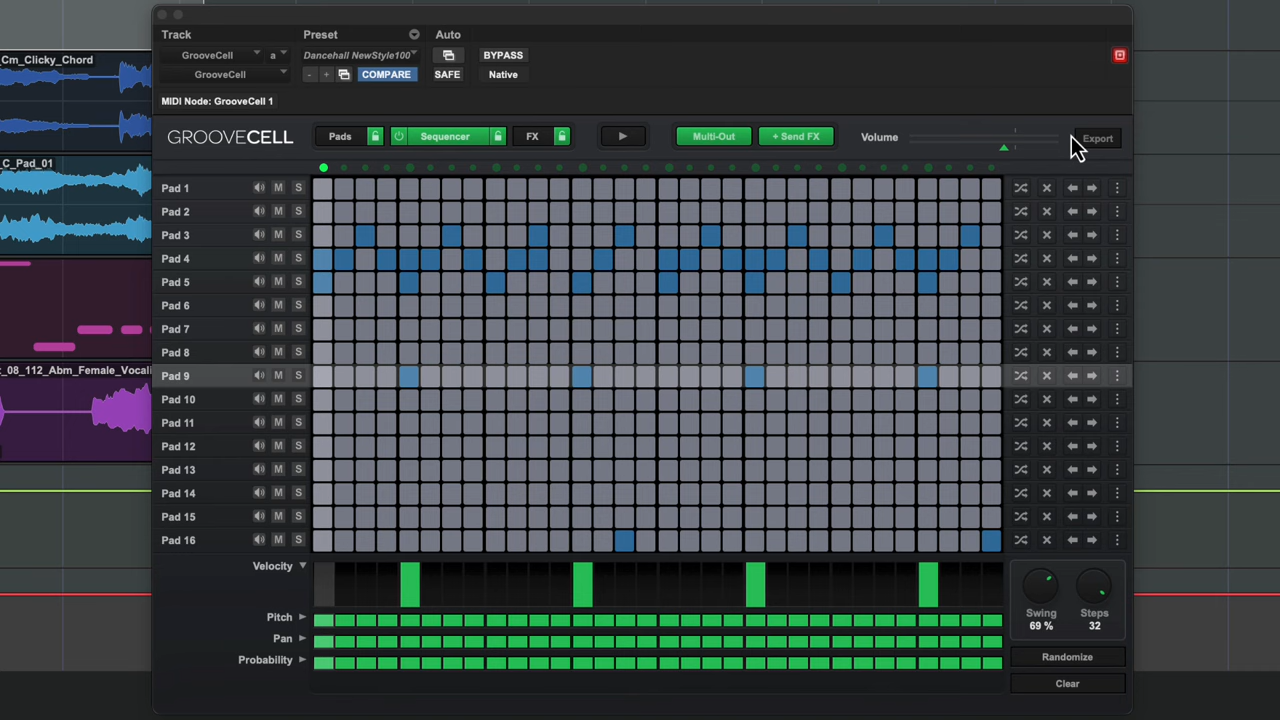 Track
Preset
Auto
GrooveCell
a
Dancehall NewStyle100
BYPASS
GrooveCell
-
+
COMPARE
SAFE
Native
MIDI Node: GrooveCell 1
GROOVECELL
Pads
Sequencer
FX
Multi-Out
+ Send FX
Volume
Export
_Cm_Clicky_Chord
C_Pad_01
_08_112_Abm_Female_Vocali
Pad 1 M S
Pad 2 M S
Pad 3 M S
Pad 4 M S
Pad 5 M S
Pad 6 M S
Pad 7 M S
Pad 8 M S
Pad 9 M S
Pad 10 M S
Pad 11 M S
Pad 12 M S
Pad 13 M S
Pad 14 M S
Pad 15 M S
Pad 16 M S
Velocity
Pitch
Pan
Probability
Swing
69 %
Steps
32
Randomize
Clear